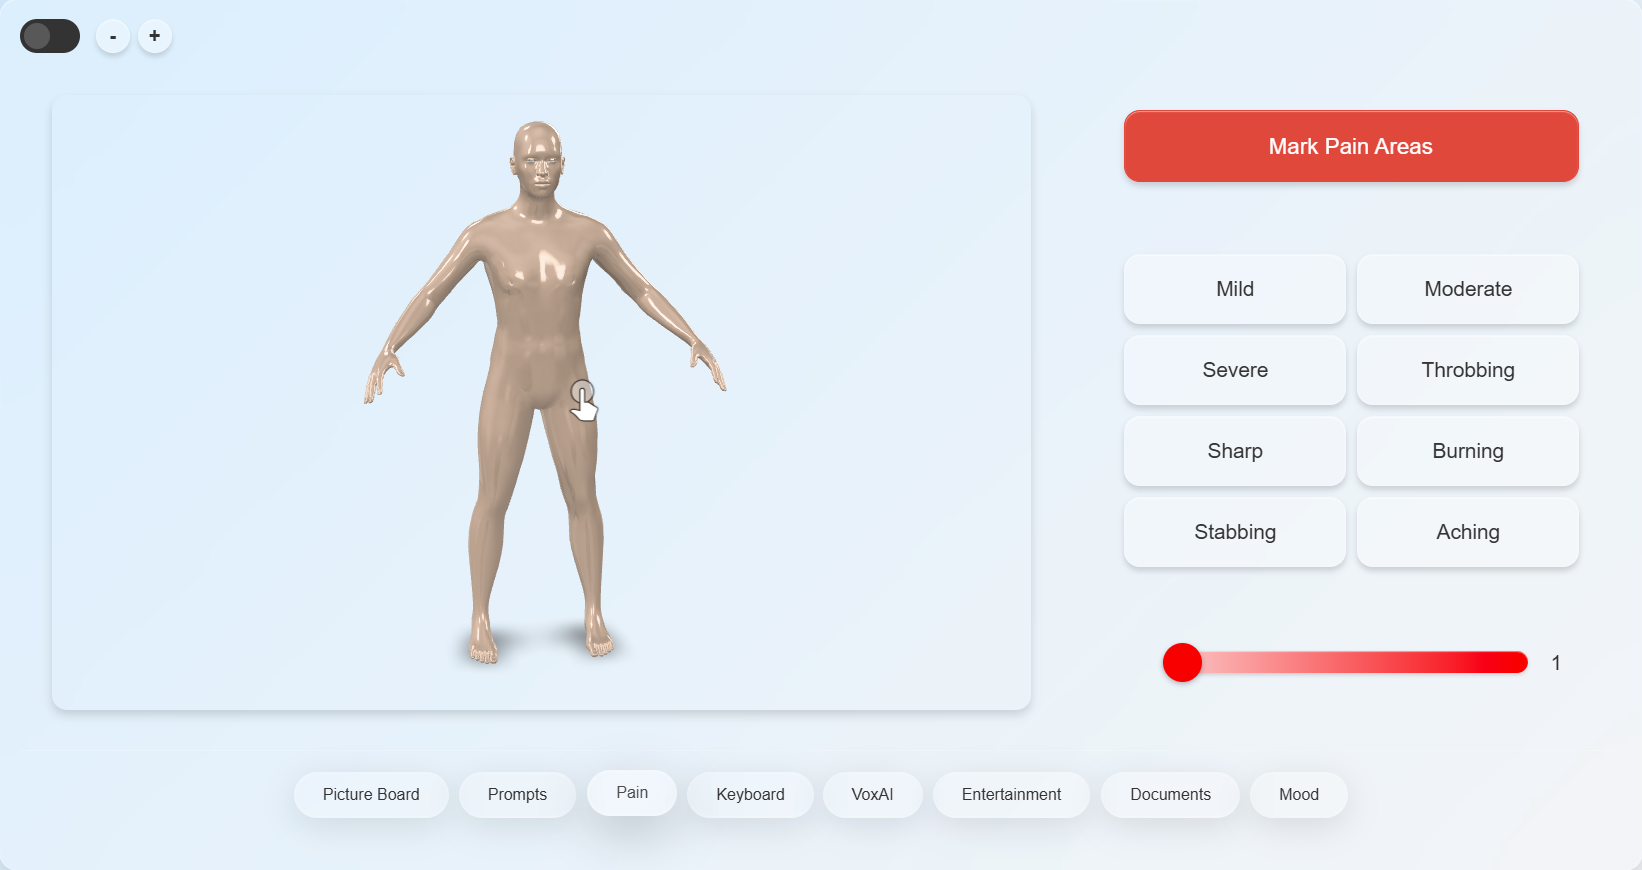 - +
Mark Pain Areas
Mild Moderate
Severe Throbbing
Sharp Burning
Stabbing Aching
1
Picture Board Prompts Pain Keyboard VoxAI Entertainment Documents Mood